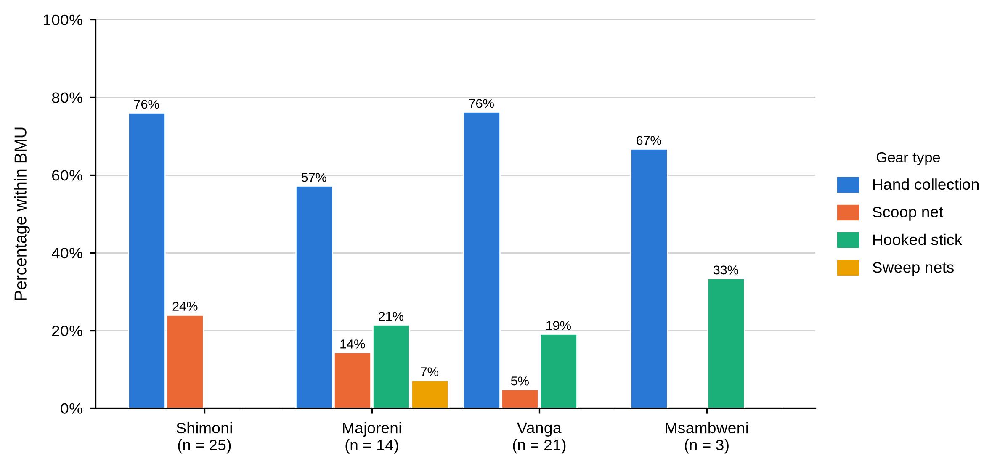 100%
80%
60%
40%
20%
0%
Percentage within BMU
76%
24%
57%
14%
21%
7%
76%
5%
19%
67%
33%
Shimoni
(n = 25)
Majoreni
(n = 14)
Vanga
(n = 21)
Msambweni
(n = 3)
Gear type
Hand collection
Scoop net
Hooked stick
Sweep nets